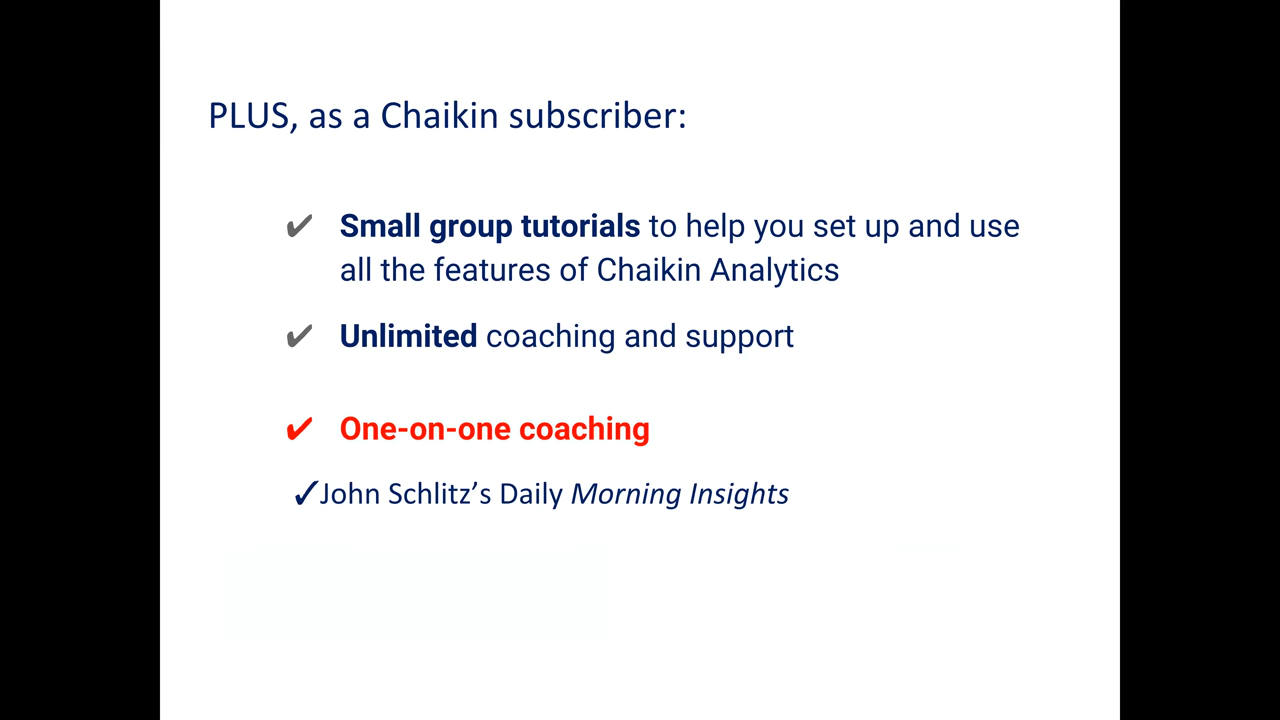 PLUS, as a Chaikin subscriber:
✔ Small group tutorials to help you set up and use
all the features of Chaikin Analytics
✔ Unlimited coaching and support
✔ One-on-one coaching
✓John Schlitz’s Daily Morning Insights